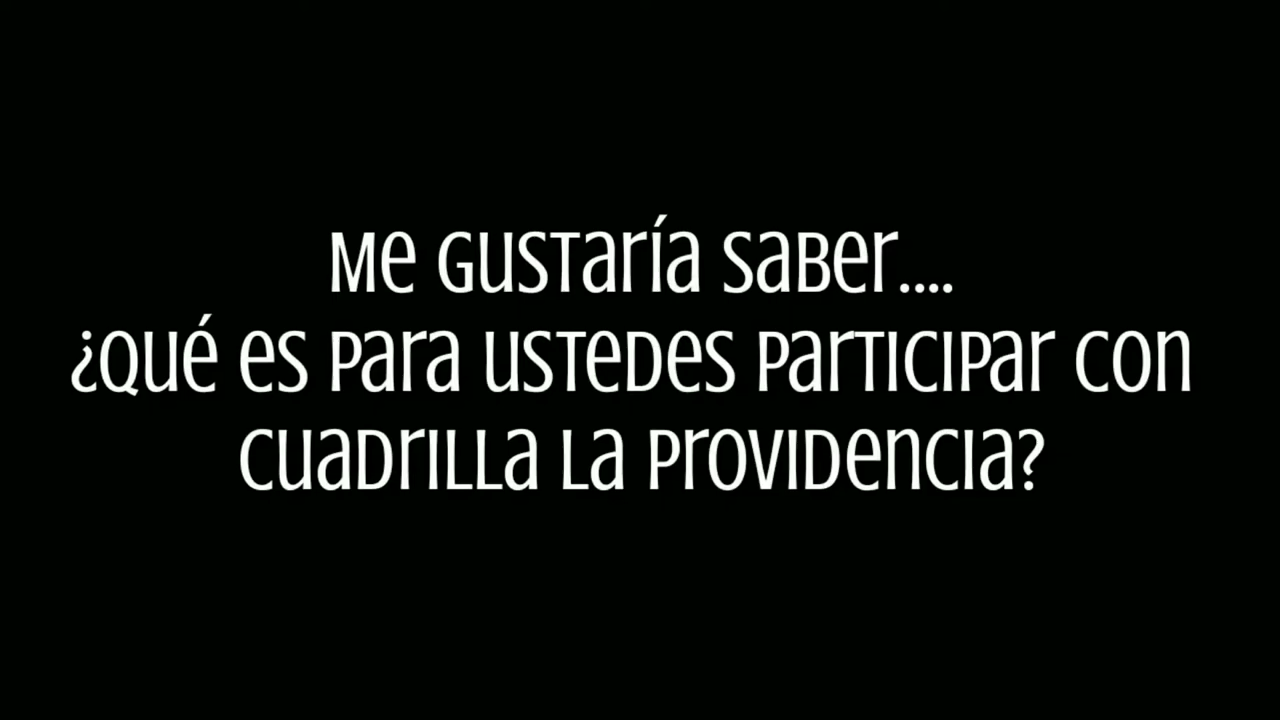 Me gustaría saber....
¿Qué es para ustedes participar con
cuadrilla la Providencia?